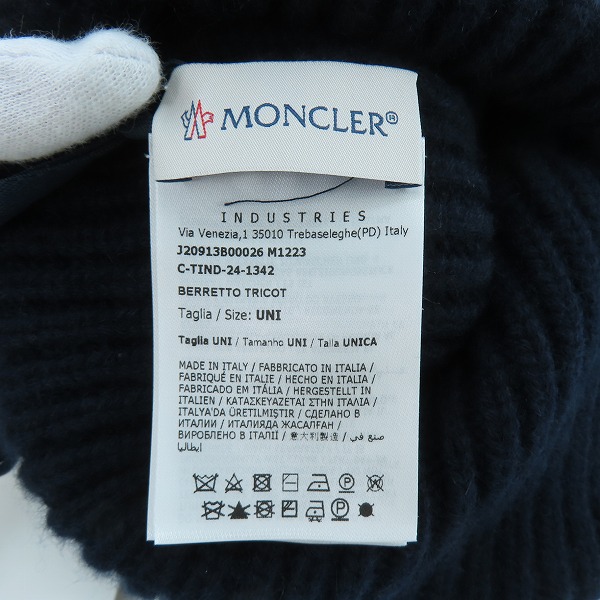 MONCLER®
INDUSTRIES
Via Venezia,1 35010 Trebaseleghe(PD) Italy
J20913B00026 M1223
C-TIND-24-1342
BERRETTO TRICOT
Taglia / Size: UNI
Taglia UNI / Tamanho UNI / Talla UNICA
MADE IN ITALY / FABBRICATO IN ITALIA /
FABRIQUÉ EN ITALIE / HECHO EN ITALIA /
FABRICADO EM ITÁLIA / HERGESTELLT IN
ITALIEN / ΚΑΤΑΣΚΕΥΑΖΕΤΑΙ ΣΤΗΝ ΙΤΑΛΙΑ /
ITALYA'DA ÜRETILMIŞTIR / СДЕЛАНО В
ИТАЛИИ / ИТАЛИЯДА ЖАСАЛҒАН /
ВИРОБЛЕНО В ІТАЛІЇ / 意大利製造 / صنع في
ايطاليا